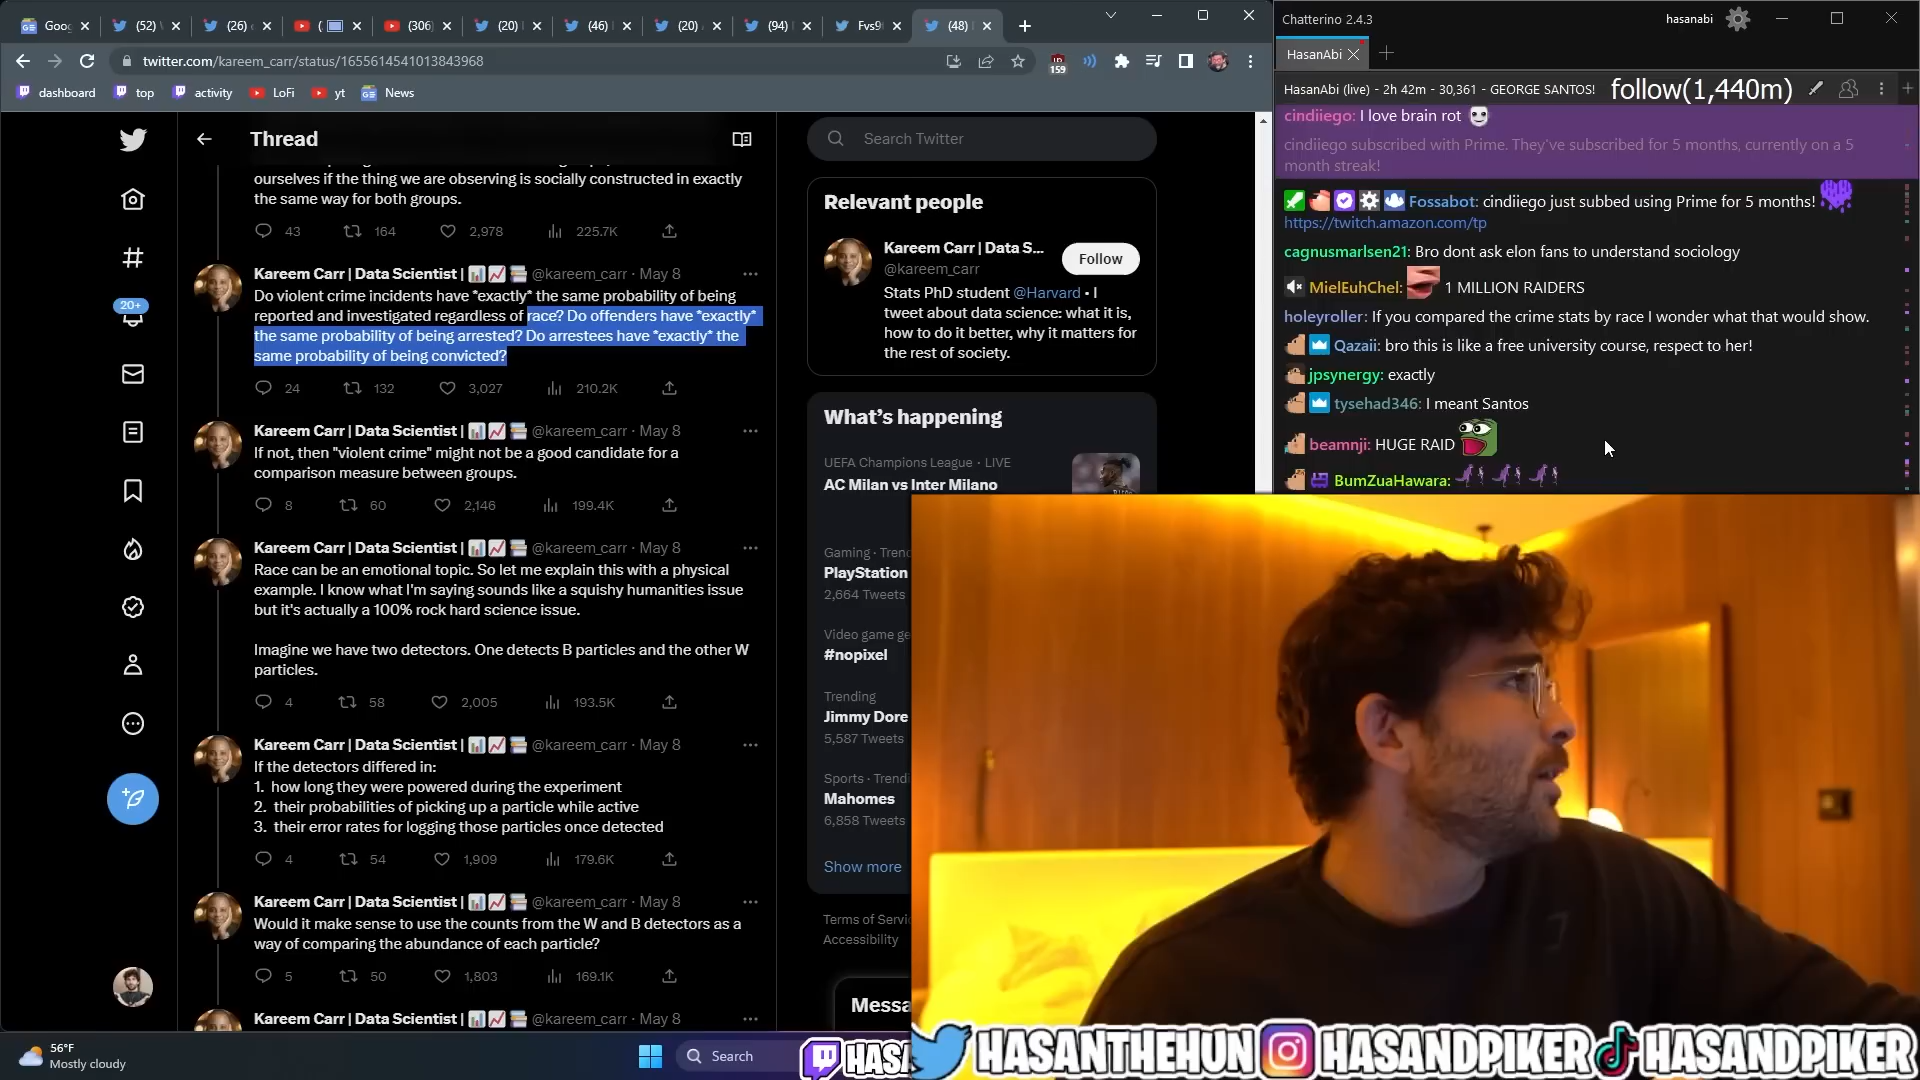 Goog
(52)
(26)
(
(306)
(20)
(46)
(20)
(94)
Fvs9
(48)
twitter.com/kareem_carr/status/1655614541013843968
159
dashboard
top
activity
LoFi
yt
News
Thread
ourselves if the thing we are observing is socially constructed in exactly
the same way for both groups.
43 164 2,978 225.7K
Kareem Carr | Data Scientist | @kareem_carr · May 8
Do violent crime incidents have *exactly* the same probability of being
reported and investigated regardless of race? Do offenders have *exactly*
the same probability of being arrested? Do arrestees have *exactly* the
same probability of being convicted?
24 132 3,027 210.2K
Kareem Carr | Data Scientist | @kareem_carr · May 8
If not, then "violent crime" might not be a good candidate for a
comparison measure between groups.
8 60 2,146 199.4K
Kareem Carr | Data Scientist | @kareem_carr · May 8
Race can be an emotional topic. So let me explain this with a physical
example. I know what I'm saying sounds like a squishy humanities issue
but it's actually a 100% rock hard science issue.
Imagine we have two detectors. One detects B particles and the other W
particles.
4 58 2,005 193.5K
Kareem Carr | Data Scientist | @kareem_carr · May 8
If the detectors differed in:
1. how long they were powered during the experiment
2. their probabilities of picking up a particle while active
3. their error rates for logging those particles once detected
4 54 1,909 179.6K
Kareem Carr | Data Scientist | @kareem_carr · May 8
Would it make sense to use the counts from the W and B detectors as a
way of comparing the abundance of each particle?
5 50 1,803 169.1K
Kareem Carr | Data Scientist | @kareem_carr · May 8
20+
Search Twitter
Relevant people
Kareem Carr | Data S...
@kareem_carr
Follow
Stats PhD student @Harvard • I
tweet about data science: what it is,
how to do it better, why it matters for
the rest of society.
What's happening
UEFA Champions League · LIVE
AC Milan vs Inter Milano
Gaming · Trend
PlayStation
2,664 Tweets
Video game ge
#nopixel
Trending
Jimmy Dore
5,587 Tweets
Sports · Trendi
Mahomes
6,858 Tweets
Show more
Terms of Servic
Accessibility
Messa
Chatterino 2.4.3
hasanabi
HasanAbi
HasanAbi (live) - 2h 42m - 30,361 - GEORGE SANTOS!
follow(1,440m)
cindiiego: I love brain rot
cindiiego subscribed with Prime. They've subscribed for 5 months, currently on a 5
month streak!
Fossabot: cindiiego just subbed using Prime for 5 months!
https://twitch.amazon.com/tp
cagnusmarlsen21: Bro dont ask elon fans to understand sociology
MielEuhChel: 1 MILLION RAIDERS
holeyroller: If you compared the crime stats by race I wonder what that would show.
Qazaii: bro this is like a free university course, respect to her!
jpsynergy: exactly
tysehad346: I meant Santos
beamnji: HUGE RAID
BumZuaHawara:
56°F
Mostly cloudy
Search
HASA
HASANTHEHUN
HASANDPIKER
HASANDPIKER